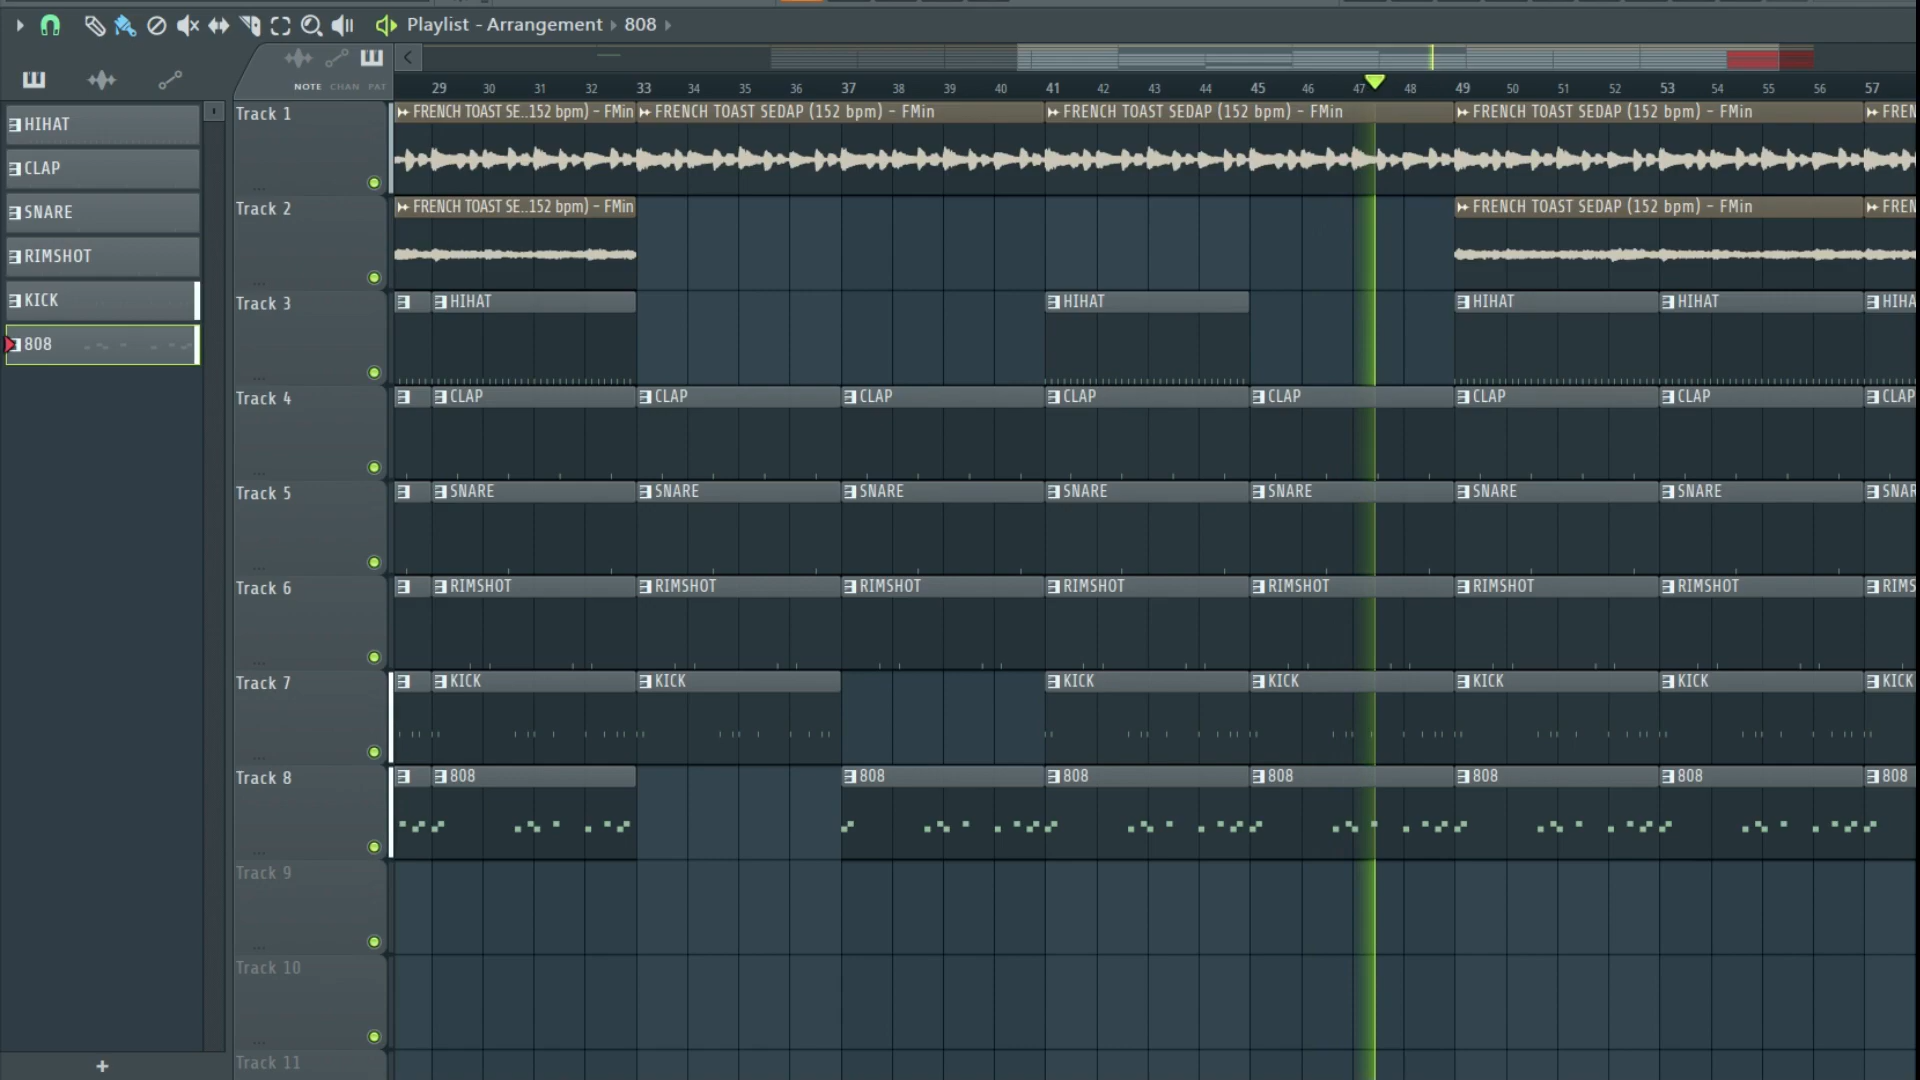 Playlist - Arrangement › 808 ›
NOTE CHAN PAT
29 30 31 32 33 34 35 36 37 38 39 40 41 42 43 44 45 46 47 48 49 50 51 52 53 54 55 56 57
HIHAT
CLAP
SNARE
RIMSHOT
KICK
808
Track 1
FRENCH TOAST SE..152 bpm) - FMin FRENCH TOAST SEDAP (152 bpm) - FMin FRENCH TOAST SEDAP (152 bpm) - FMin FRENCH TOAST SEDAP (152 bpm) - FMin FREN
Track 2
FRENCH TOAST SE..152 bpm) - FMin FRENCH TOAST SEDAP (152 bpm) - FMin FREN
Track 3
HIHAT HIHAT HIHAT HIHAT HIHA
Track 4
CLAP CLAP CLAP CLAP CLAP CLAP CLAP CLAP
Track 5
SNARE SNARE SNARE SNARE SNARE SNARE SNARE SNAR
Track 6
RIMSHOT RIMSHOT RIMSHOT RIMSHOT RIMSHOT RIMSHOT RIMSHOT RIMS
Track 7
KICK KICK KICK KICK KICK KICK KICK
Track 8
808 808 808 808 808 808 808
Track 9
Track 10
Track 11